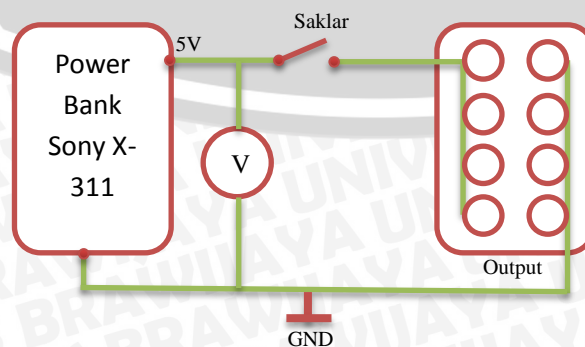 Saklar
5V
Power
Bank
Sony X-
311
V
Output
GND